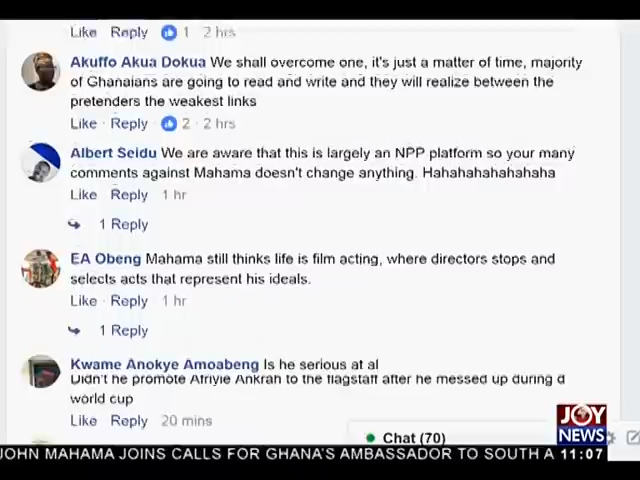 Like Reply 1 2 hrs
Akuffo Akua Dokua We shall overcome one, it's just a matter of time, majority
of Ghanaians are going to read and write and they will realize between the
pretenders the weakest links
Like · Reply · 2 · 2 hrs
Albert Seidu We are aware that this is largely an NPP platform so your many
comments against Mahama doesn't change anything. Hahahahahahahaha
Like Reply 1 hr
1 Reply
EA Obeng Mahama still thinks life is film acting, where directors stops and
selects acts that represent his ideals.
Like · Reply · 1 hr
1 Reply
Kwame Anokye Amoabeng Is he serious at al
Didn't he promote Afriyie Ankrah to the flagstaff after he messed up during d
world cup
Like Reply 20 mins
Chat (70)
JOY
NEWS
JOHN MAHAMA JOINS CALLS FOR GHANA'S AMBASSADOR TO SOUTH A 11:07